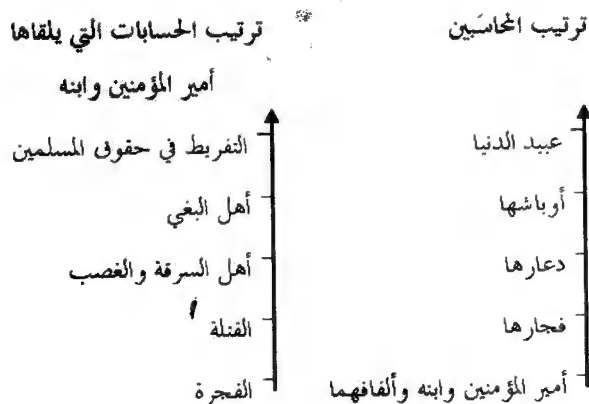 ترتيب المحاسَبين
عبيد الدنيا
أوباشها
دعارها
فجارها
أمير المؤمنين وابنه وألفافهما
ترتيب الحسابات التي يلقاها
أمير المؤمنين وابنه
التفريط في حقوق المسلمين
أهل البغي
أهل السرقة والغصب
القتلة
الفجرة